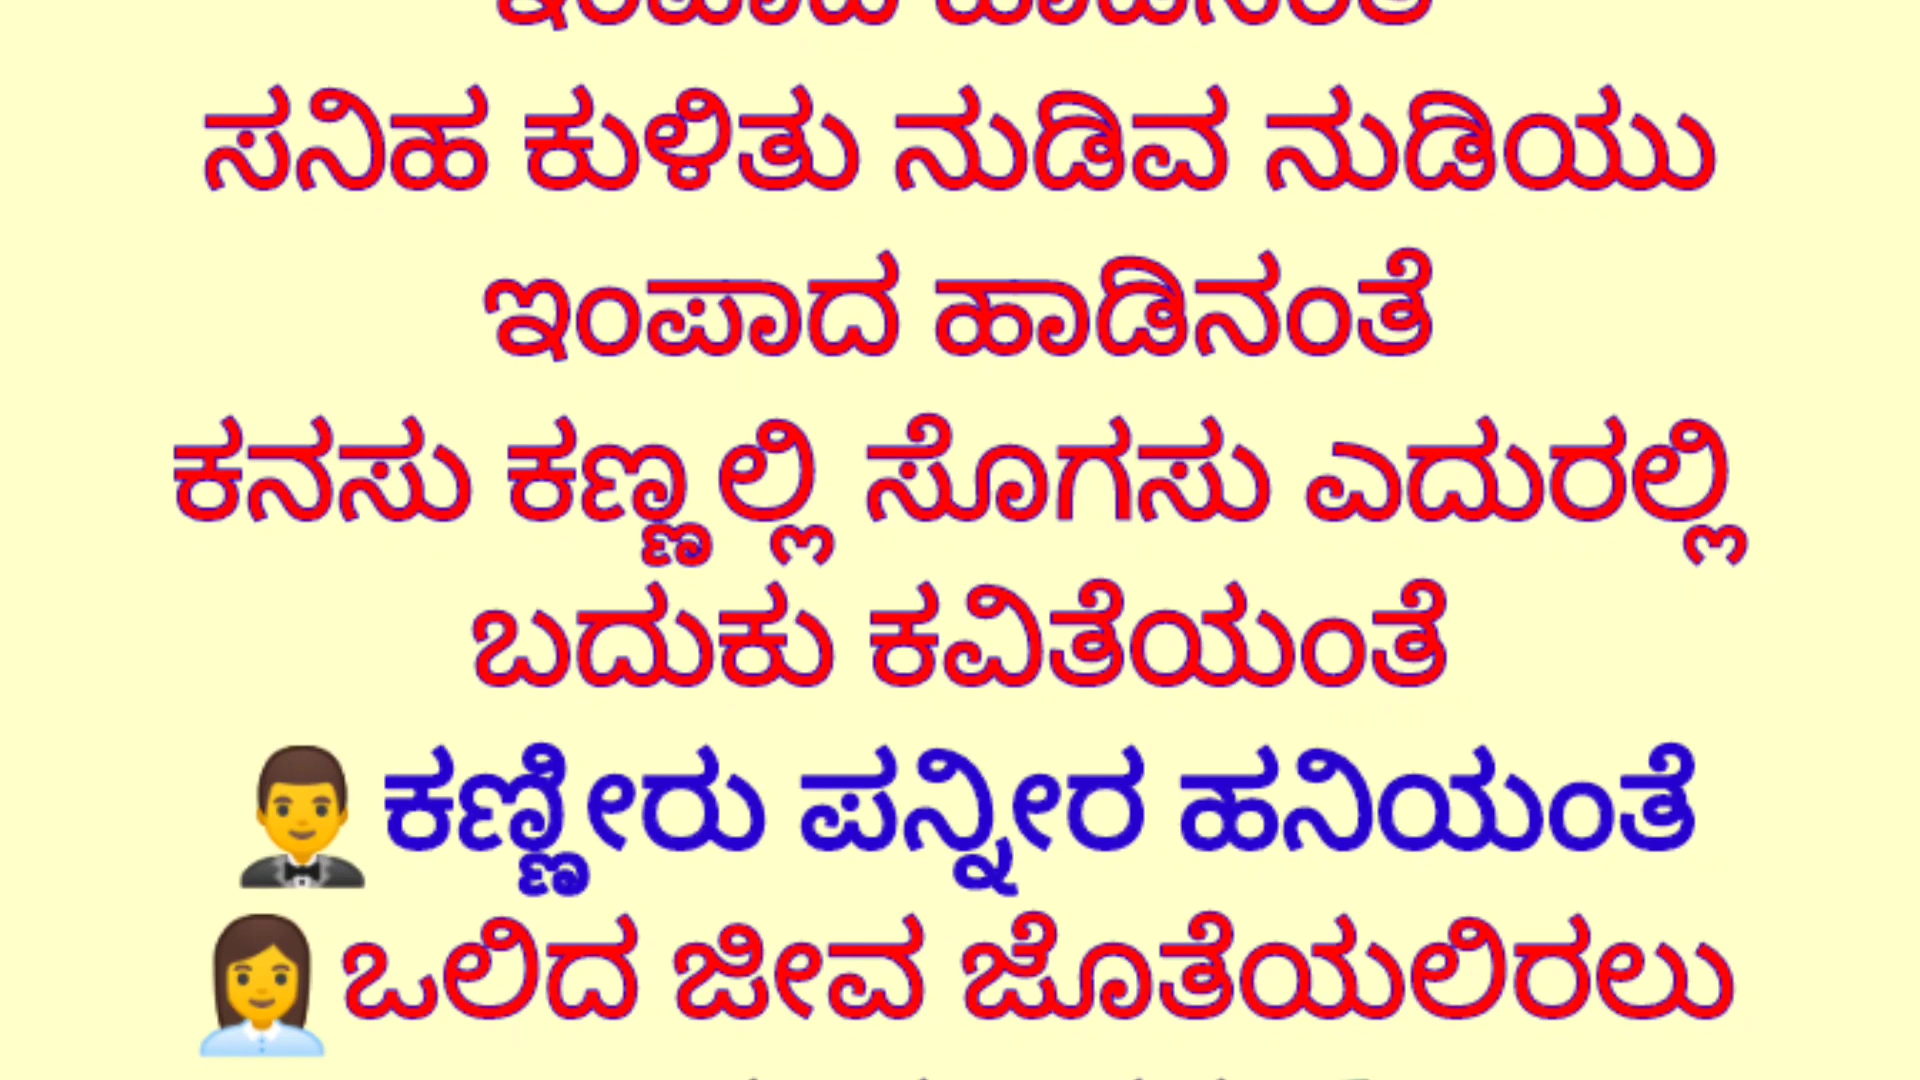 ಇಂಪಾದ ಹಾಡಿನಂತೆ
ಸನಿಹ ಕುಳಿತು ನುಡಿವ ನುಡಿಯು
ಇಂಪಾದ ಹಾಡಿನಂತೆ
ಕನಸು ಕಣ್ಣಲ್ಲಿ ಸೊಗಸು ಎದುರಲ್ಲಿ
ಬದುಕು ಕವಿತೆಯಂತೆ
ಕಣ್ಣೀರು ಪನ್ನೀರ ಹನಿಯಂತೆ
ಒಲಿದ ಜೀವ ಜೊತೆಯಲಿರಲು